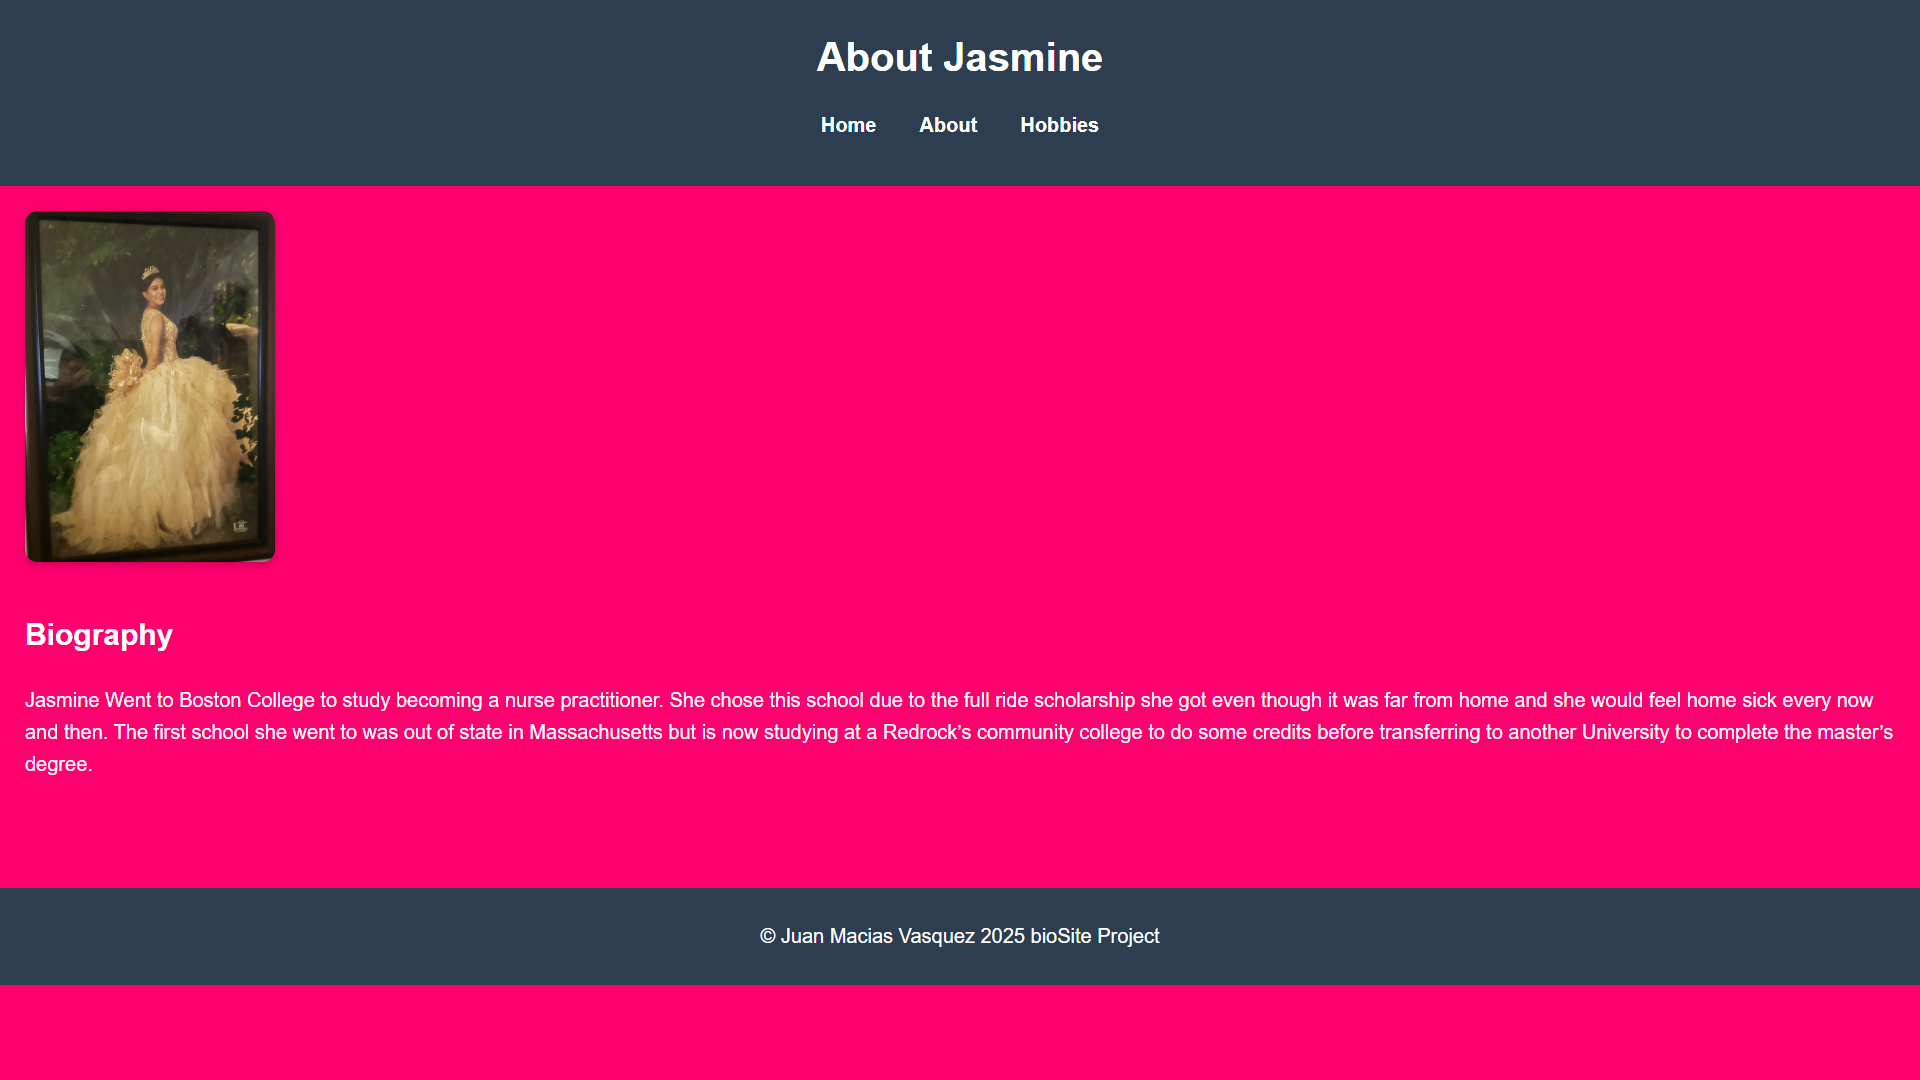 About Jasmine
Home About Hobbies
Biography
Jasmine Went to Boston College to study becoming a nurse practitioner. She chose this school due to the full ride scholarship she got even though it was far from home and she would feel home sick every now
and then. The first school she went to was out of state in Massachusetts but is now studying at a Redrock’s community college to do some credits before transferring to another University to complete the master’s
degree.
© Juan Macias Vasquez 2025 bioSite Project